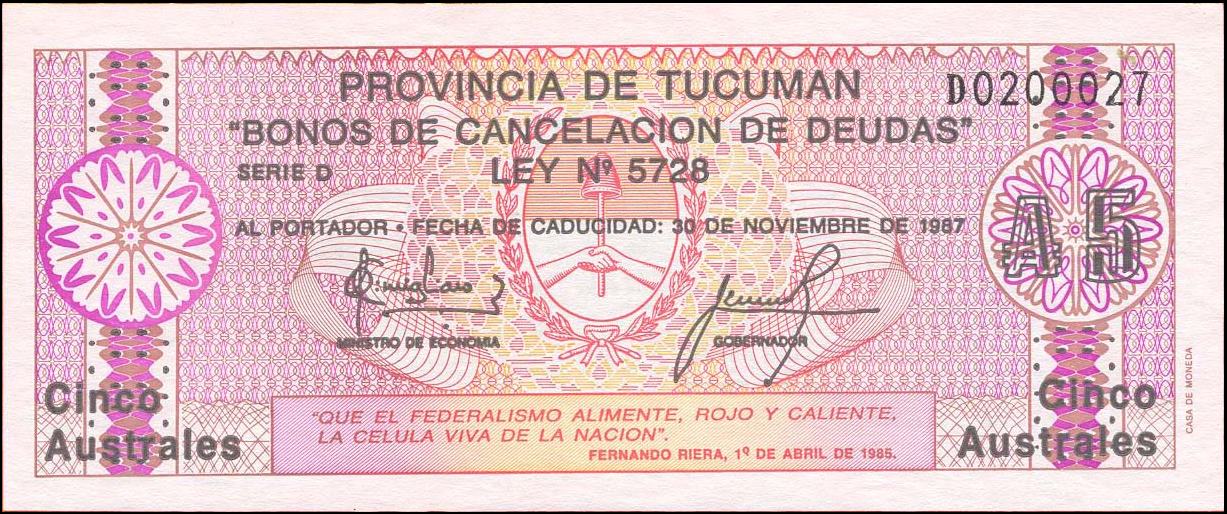 PROVINCIA DE TUCUMAN
D0200027
"BONOS DE CANCELACION DE DEUDAS"
SERIE D
LEY Nº 5728
AL PORTADOR • FECHA DE CADUCIDAD: 30 DE NOVIEMBRE DE 1987
A 5
MINISTRO DE ECONOMIA
GOBERNADOR
Cinco
Australes
"QUE EL FEDERALISMO ALIMENTE, ROJO Y CALIENTE,
LA CELULA VIVA DE LA NACION".
FERNANDO RIERA, 1º DE ABRIL DE 1985.
Cinco
Australes
CASA DE MONEDA